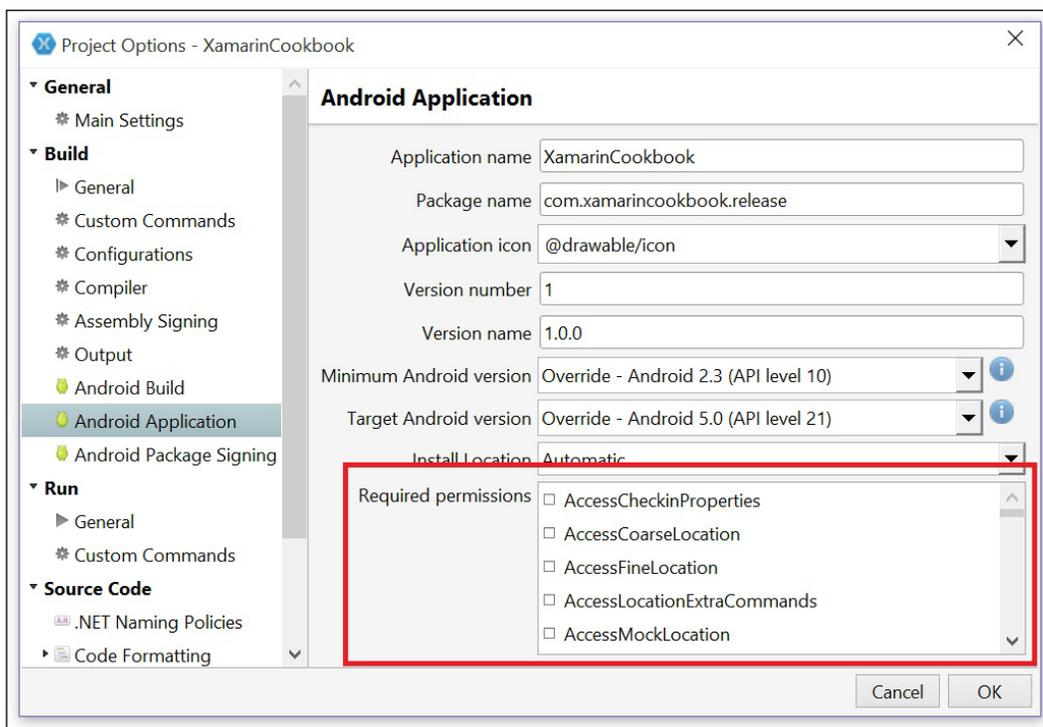 Project Options - XamarinCookbook
General
Main Settings
Build
General
Custom Commands
Configurations
Compiler
Assembly Signing
Output
Android Build
Android Application
Android Package Signing
Run
General
Custom Commands
Source Code
.NET Naming Policies
Code Formatting
Android Application
Application name XamarinCookbook
Package name com.xamarincookbook.release
Application icon @drawable/icon
Version number 1
Version name 1.0.0
Minimum Android version Override - Android 2.3 (API level 10)
Target Android version Override - Android 5.0 (API level 21)
Install Location Automatic
Required permissions
AccessCheckinProperties
AccessCoarseLocation
AccessFineLocation
AccessLocationExtraCommands
AccessMockLocation
Cancel OK